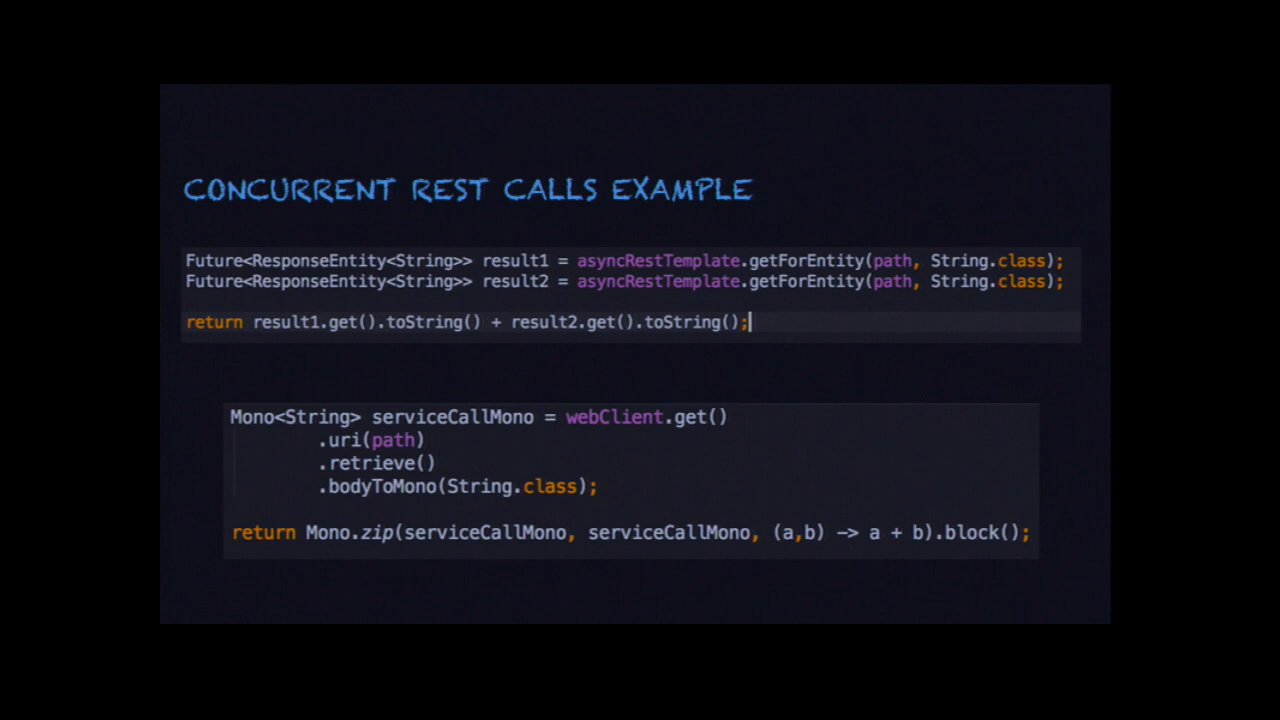 CONCURRENT REST CALLS EXAMPLE
Future<ResponseEntity<String>> result1 = asyncRestTemplate.getForEntity(path, String.class);
Future<ResponseEntity<String>> result2 = asyncRestTemplate.getForEntity(path, String.class);
return result1.get().toString() + result2.get().toString();
Mono<String> serviceCallMono = webClient.get()
.uri(path)
.retrieve()
.bodyToMono(String.class);
return Mono.zip(serviceCallMono, serviceCallMono, (a,b) -> a + b).block();